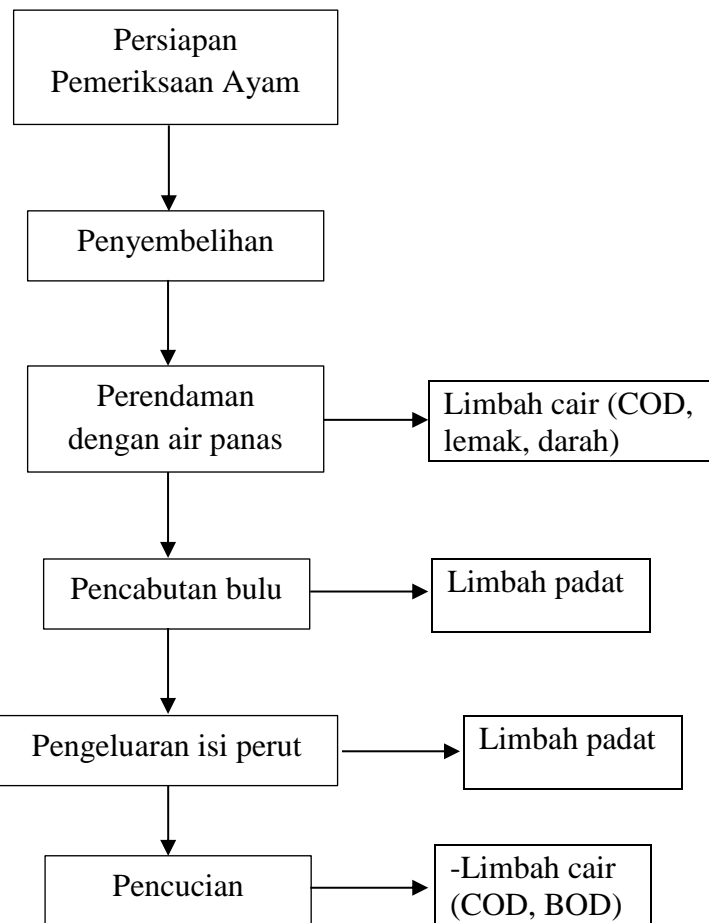 Persiapan
Pemeriksaan Ayam
Penyembelihan
Perendaman
dengan air panas
Limbah cair (COD,
lemak, darah)
Pencabutan bulu
Limbah padat
Pengeluaran isi perut
Limbah padat
Pencucian
-Limbah cair
(COD, BOD)